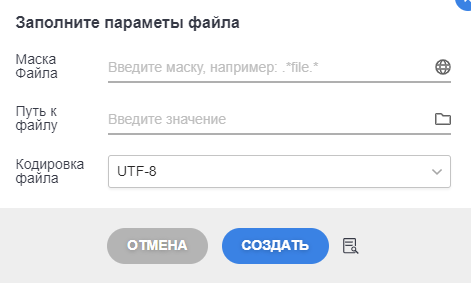 Заполните параметры файла
Маска
Файла
Введите маску, например: .*file.*
Путь к
файлу
Введите значение
Кодировка
файла
UTF-8
ОТМЕНА
СОЗДАТЬ